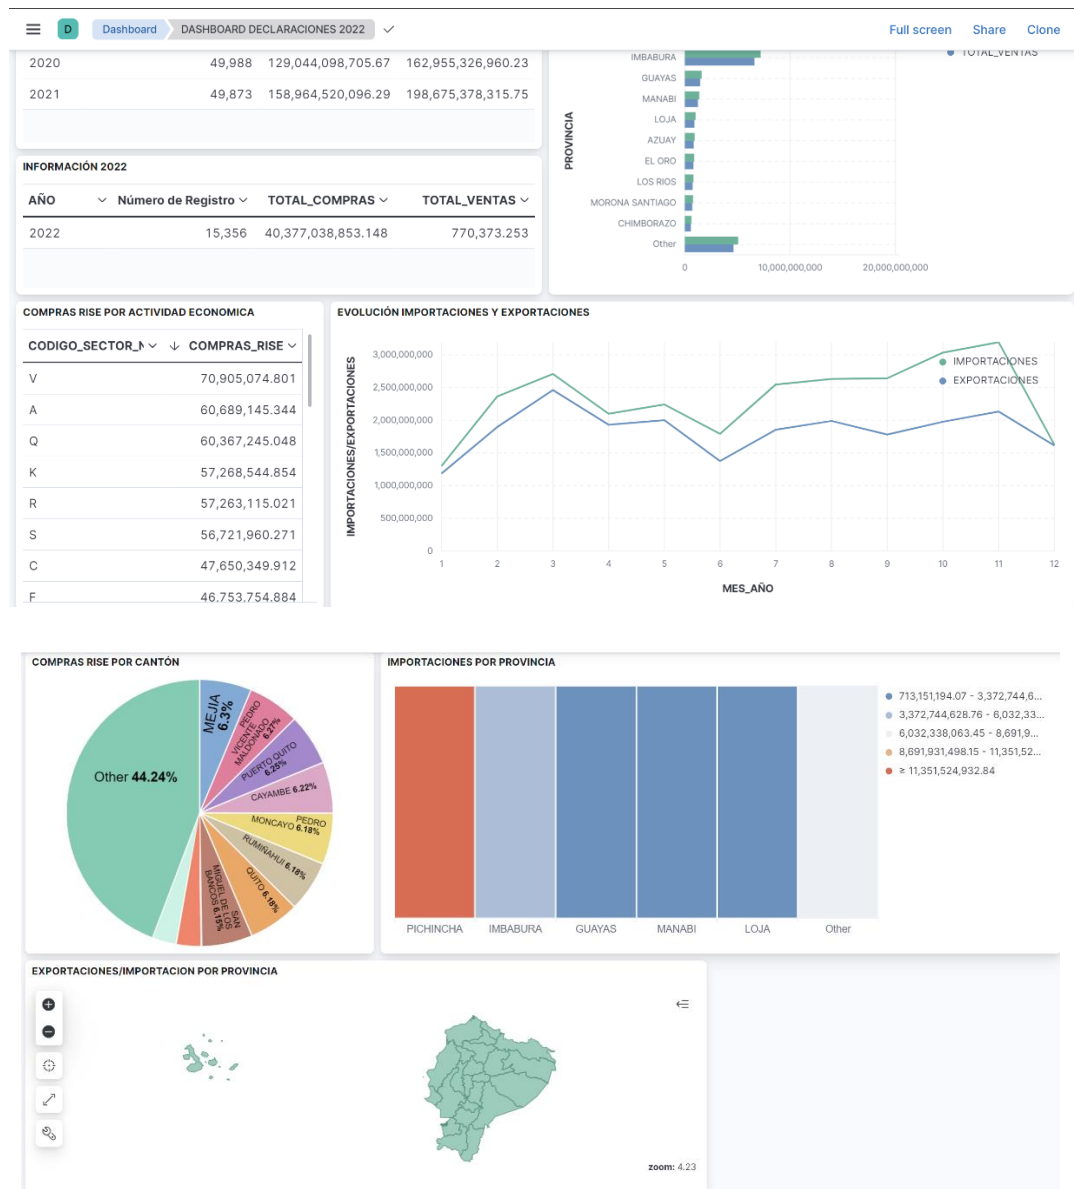 D Dashboard DASHBOARD DECLARACIONES 2022 Full screen Share Clone
2020 49,988 129,044,098,705.67 162,955,326,960.23
2021 49,873 158,964,520,096.29 198,675,378,315.75
INFORMACIÓN 2022
AÑO Número de Registro TOTAL_COMPRAS TOTAL_VENTAS
2022 15,356 40,377,038,853.148 770,373.253
TOTAL_VENTAS
PROVINCIA
IMBABURA
GUAYAS
MANABI
LOJA
AZUAY
EL ORO
LOS RIOS
MORONA SANTIAGO
CHIMBORAZO
Other
0 10,000,000,000 20,000,000,000
COMPRAS RISE POR ACTIVIDAD ECONOMICA
CODIGO_SECTOR_N COMPRAS_RISE
V 70,905,074.801
A 60,689,145.344
Q 60,367,245.048
K 57,268,544.854
R 57,263,115.021
S 56,721,960.271
C 47,650,349.912
F 46,753,754.884
EVOLUCIÓN IMPORTACIONES Y EXPORTACIONES
IMPORTACIONES/EXPORTACIONES
3,000,000,000
2,500,000,000
2,000,000,000
1,500,000,000
1,000,000,000
500,000,000
0
IMPORTACIONES
EXPORTACIONES
1 2 3 4 5 6 7 8 9 10 11 12
MES_AÑO
COMPRAS RISE POR CANTÓN
Other 44.24%
MEJIA
6.3%
PEDRO
VICENTE
MALDONADO
6.27%
PUERTO QUITO
6.25%
CAYAMBE 6.22%
PEDRO
MONCAYO 6.18%
RUMIÑAHUI 6.18%
QUITO 6.18%
SAN
MIGUEL DE LOS
BANCOS 6.15%
IMPORTACIONES POR PROVINCIA
713,151,194.07 - 3,372,744,6...
3,372,744,628.76 - 6,032,33...
6,032,338,063.45 - 8,691,9...
8,691,931,498.15 - 11,351,52...
≥ 11,351,524,932.84
PICHINCHA IMBABURA GUAYAS MANABI LOJA Other
EXPORTACIONES/IMPORTACION POR PROVINCIA
zoom: 4.23